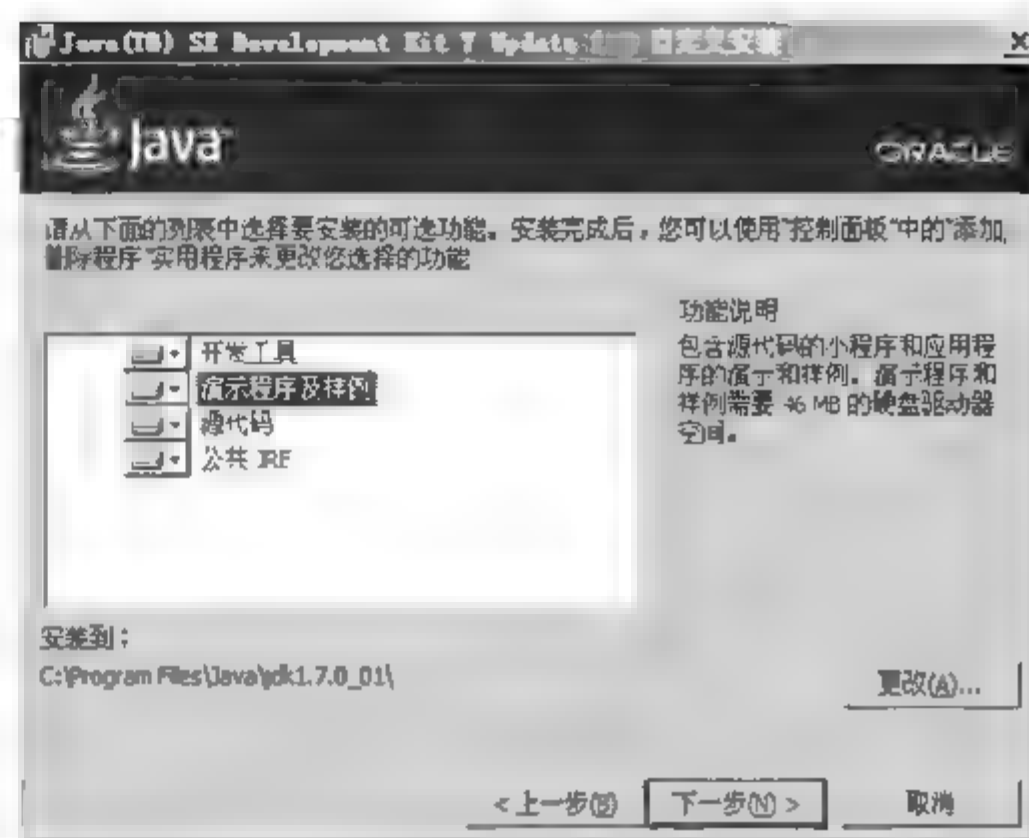 Java(TM) SE Development Kit 7 Update 自定义安装
Java
ORACLE
请从下面的列表中选择要安装的可选功能。安装完成后，您可以使用"控制面板"中的"添加/
删除程序"实用程序来更改您选择的功能
开发工具
演示程序及样例
源代码
公共 JRE
功能说明
包含源代码的小程序和应用程
序的演示和样例。演示程序和
样例需要 46 MB 的硬盘驱动器
空间。
安装到：
C:\Program Files\Java\jdk1.7.0_01\
更改(A)...
< 上一步(B)
下一步(N) >
取消